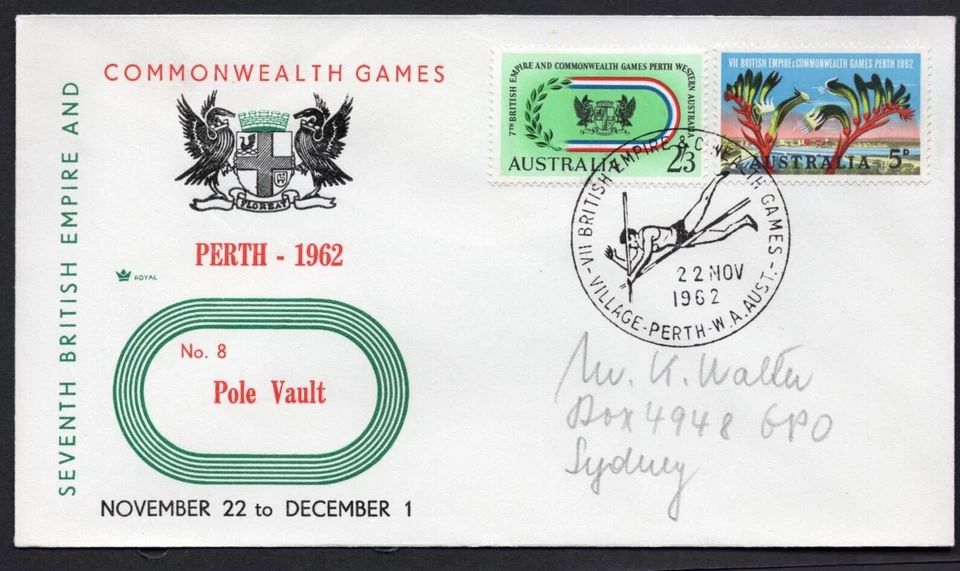 SEVENTH BRITISH EMPIRE AND
COMMONWEALTH GAMES
FLOREAT
PERTH - 1962
ROYAL
No. 8
Pole Vault
NOVEMBER 22 to DECEMBER 1
7TH BRITISH EMPIRE AND COMMONWEALTH GAMES PERTH WESTERN AUSTRALIA
AUSTRALIA 2/3
VII BRITISH EMPIRE & COMMONWEALTH GAMES PERTH 1962
AUSTRALIA 5D
VII BRITISH EMPIRE & C'WEALTH GAMES
22 NOV
1962
VILLAGE-PERTH-W.A.AUST.
Mr. K. Walter
Box 4948 GPO
Sydney